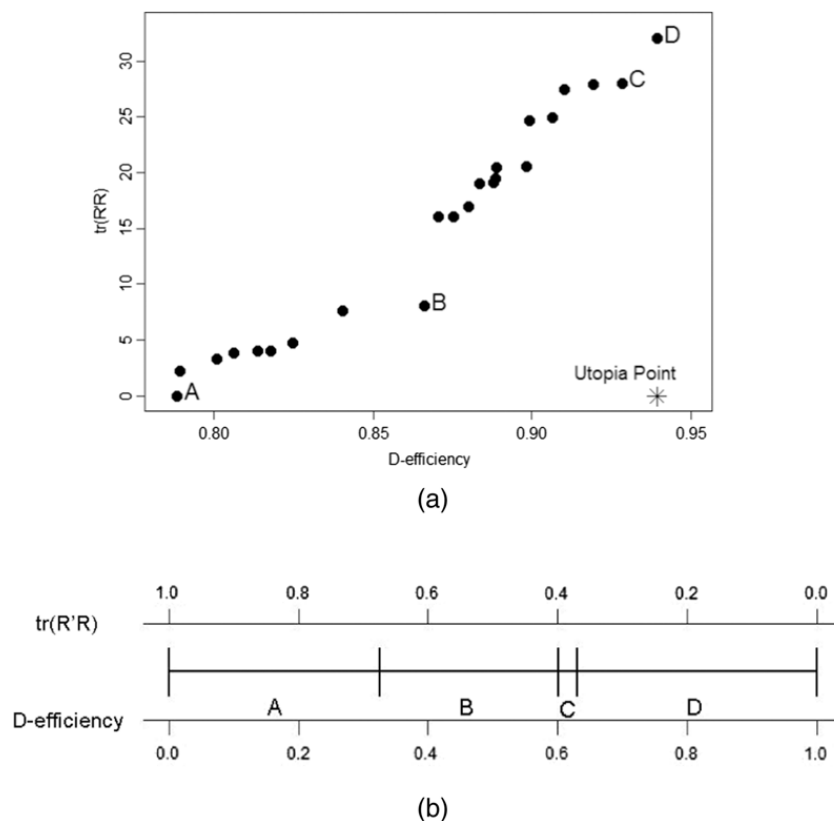 D
C
30
25
20
tr(R'R)
15
10
B
5
Utopia Point
0
A
0.80 0.85 0.90 0.95
D-efficiency
(a)
1.0 0.8 0.6 0.4 0.2 0.0
tr(R'R)
A B C D
D-efficiency
0.0 0.2 0.4 0.6 0.8 1.0
(b)